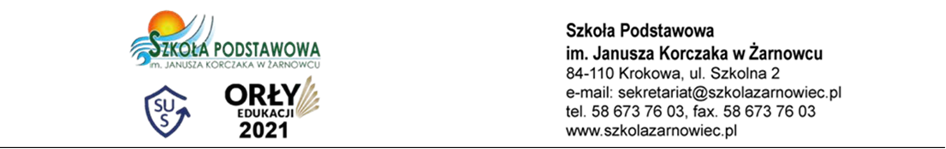 SZKOŁA PODSTAWOWA
im. JANUSZA KORCZAKA W ŻARNOWCU
SU
S
ORŁY
EDUKACJI
2021
Szkoła Podstawowa
im. Janusza Korczaka w Żarnowcu
84-110 Krokowa, ul. Szkolna 2
e-mail: sekretariat@szkolazarnowiec.pl
tel. 58 673 76 03, fax. 58 673 76 03
www.szkolazarnowiec.pl